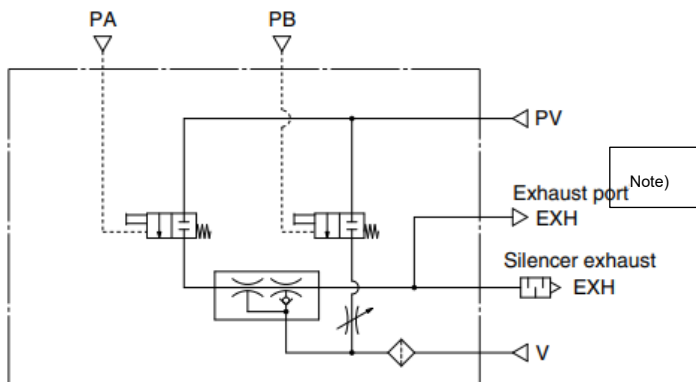 PA
PB
PV
Note)
Exhaust port
EXH
Silencer exhaust
EXH
V